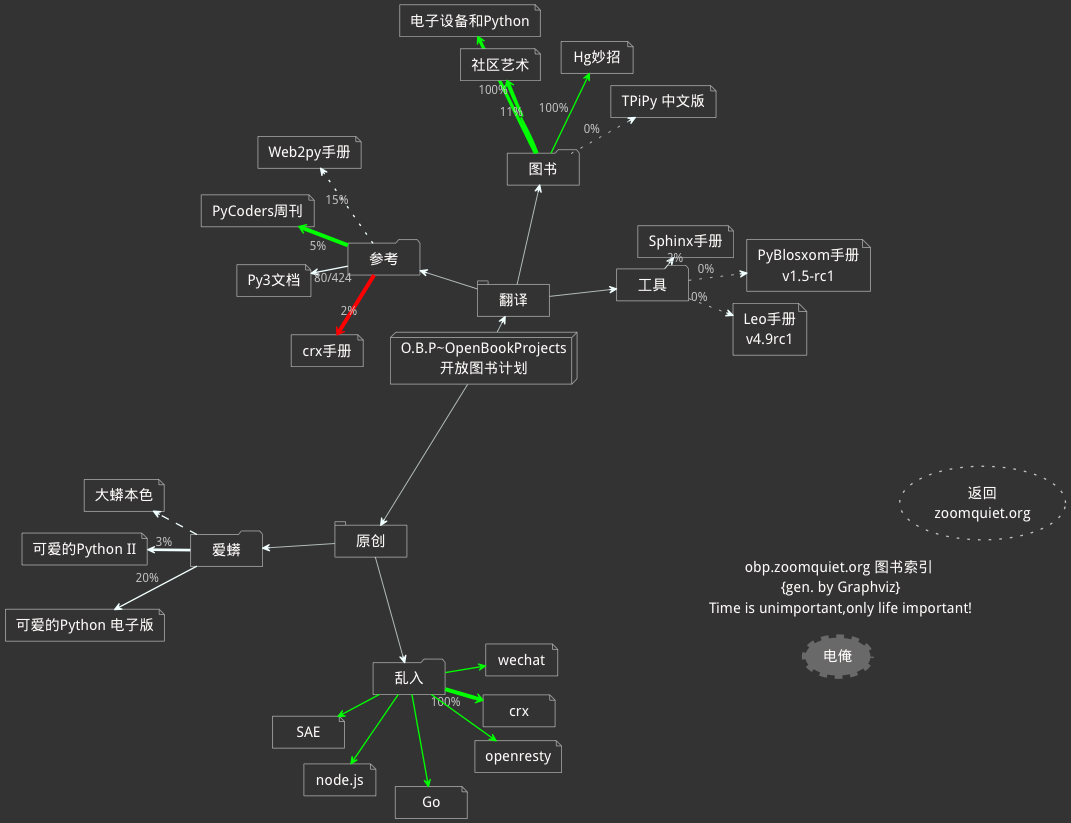 电子设备和Python
社区艺术
Hg妙招
100%
11%
100%
TPiPy 中文版
0%
图书
Web2py手册
15%
PyCoders周刊
5%
参考
Py3文档
80/424
2%
crx手册
Sphinx手册
2%
工具
0%
PyBlosxom手册
v1.5-rc1
0%
Leo手册
v4.9rc1
翻译
O.B.P~OpenBookProjects
开放图书计划
大蟒本色
可爱的Python II
3%
爱蟒
20%
可爱的Python 电子版
原创
返回
zoomquiet.org
obp.zoomquiet.org 图书索引
{gen. by Graphviz}
Time is unimportant,only life important!
电俺
乱入
wechat
100%
crx
SAE
openresty
node.js
Go